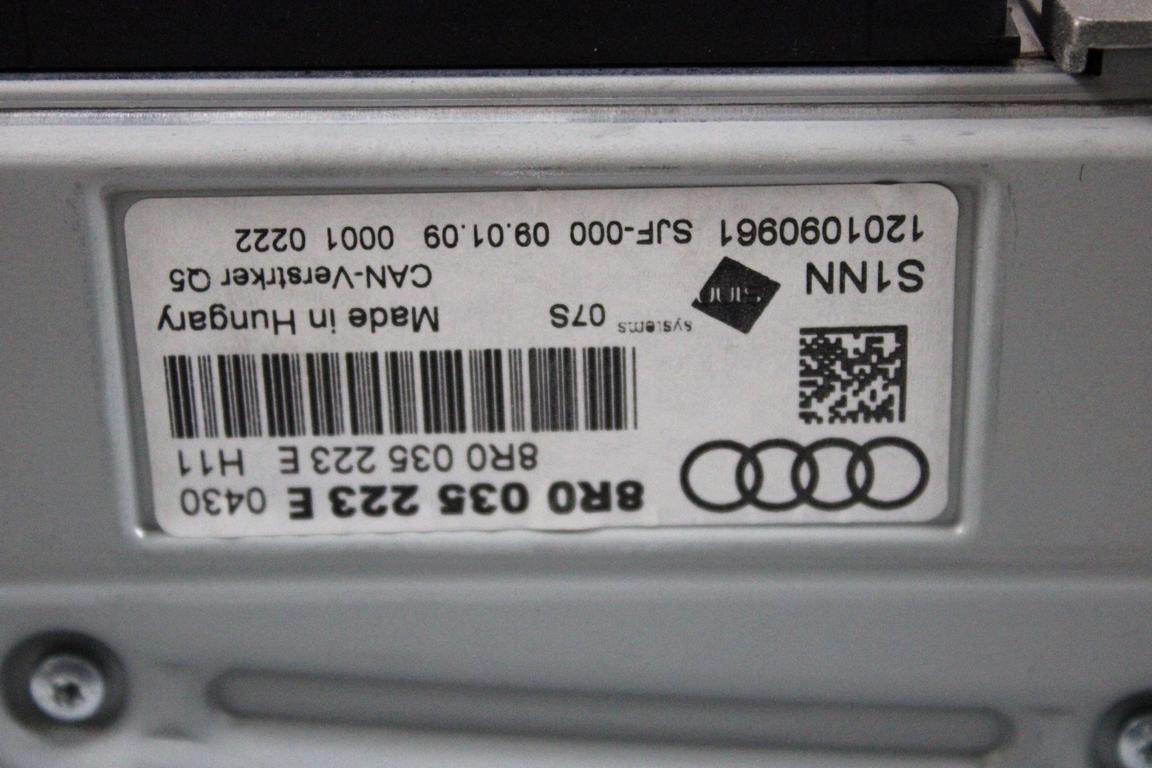 8R0 035 223 E 0430
8R0 035 223 E H11
systems 07S Made in Hungary
S1NN sinn CAN-Verstrker Q5
1201090961 SJF-000 09.01.09 0001 0222